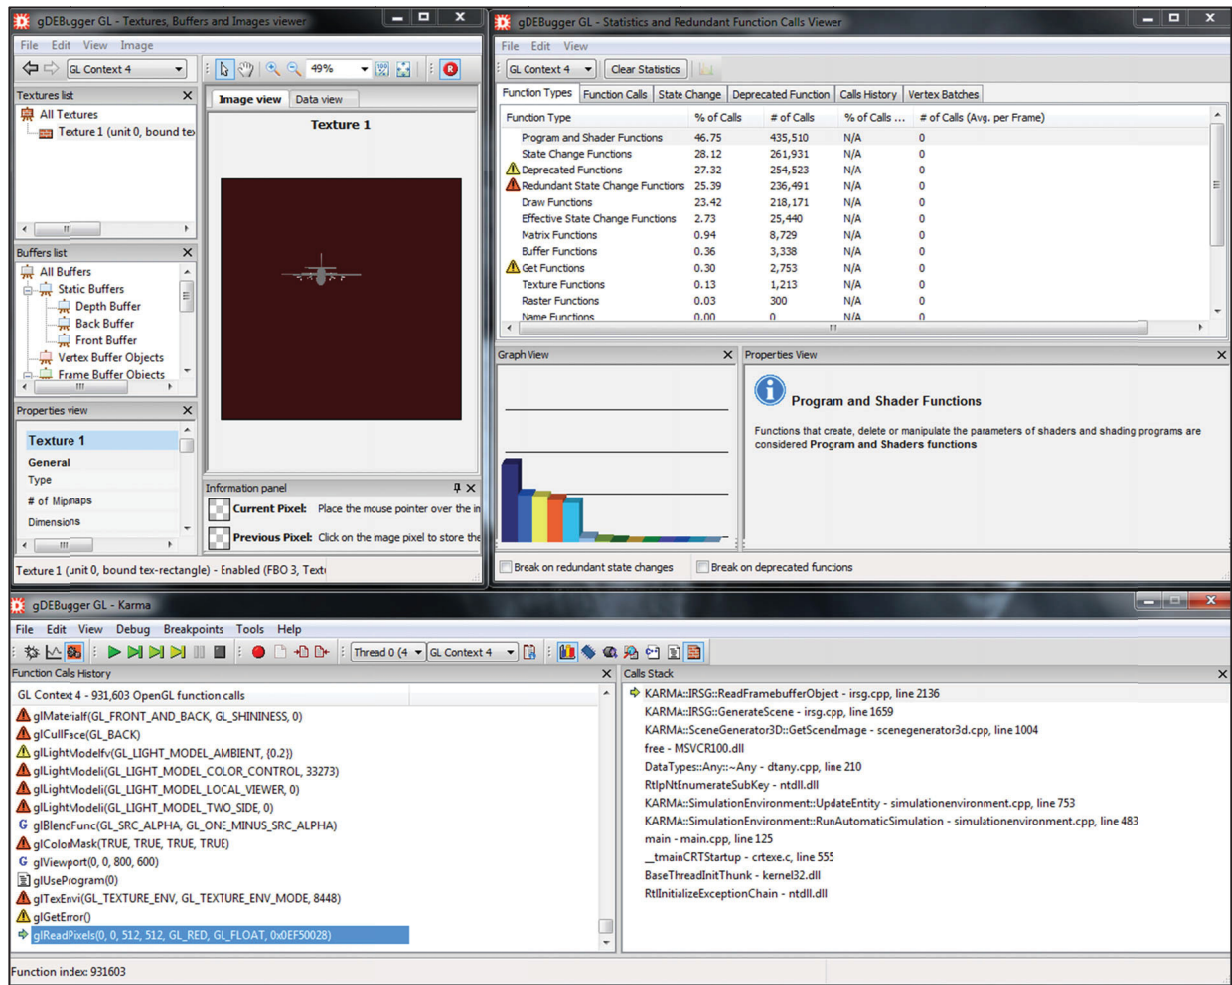 gDEBugger GL - Textures, Buffers and Images viewer
File Edit View Image
GL Context 4
49%
Textures list
All Textures
Texture 1 (unit 0, bound tex
Image view Data view
Texture 1
Buffers list
All Buffers
Static Buffers
Depth Buffer
Back Buffer
Front Buffer
Vertex Buffer Objects
Frame Buffer Objects
Properties view
Texture 1
General
Type
# of Mipmaps
Dimensions
Information panel
Current Pixel: Place the mouse pointer over the in
Previous Pixel: Click on the mage pixel to store the
Texture 1 (unit 0, bound tex-rectangle) - Enabled (FBO 3, Textu
gDEBugger GL - Statistics and Redundant Function Calls Viewer
File Edit View
GL Context 4 Clear Statistics
Function Types Function Calls State Change Deprecated Function Calls History Vertex Batches
Function Type % of Calls # of Calls % of Calls ... # of Calls (Avg. per Frame)
Program and Shader Functions 46.75 435,510 N/A 0
State Change Functions 28.12 261,931 N/A 0
Deprecated Functions 27.32 254,523 N/A 0
Redundant State Change Functions 25.39 236,491 N/A 0
Draw Functions 23.42 218,171 N/A 0
Effective State Change Functions 2.73 25,440 N/A 0
Matrix Functions 0.94 8,729 N/A 0
Buffer Functions 0.36 3,338 N/A 0
Get Functions 0.30 2,753 N/A 0
Texture Functions 0.13 1,213 N/A 0
Raster Functions 0.03 300 N/A 0
Name Functions 0.00 0 N/A 0
Graph View
Properties View
Program and Shader Functions
Functions that create, delete or manipulate the parameters of shaders and shading programs are
considered Program and Shaders functions
Break on redundant state changes Break on deprecated funcions
gDEBugger GL - Karma
File Edit View Debug Breakpoints Tools Help
Thread 0 (4 GL Context 4
Function Cals History
GL Context 4 - 931,603 OpenGL function calls
glMaterialf(GL_FRONT_AND_BACK, GL_SHININESS, 0)
glCullFace(GL_BACK)
glLightModelfv(GL_LIGHT_MODEL_AMBIENT, {0.2})
glLightModeli(GL_LIGHT_MODEL_COLOR_CONTROL, 33273)
glLightModeli(GL_LIGHT_MODEL_LOCAL_VIEWER, 0)
glLightModeli(GL_LIGHT_MODEL_TWO_SIDE, 0)
glBlendFunc(GL_SRC_ALPHA, GL_ONE_MINUS_SRC_ALPHA)
glColorMask(TRUE, TRUE, TRUE, TRUE)
glViewport(0, 0, 800, 600)
glUseProgram(0)
glTexEnvi(GL_TEXTURE_ENV, GL_TEXTURE_ENV_MODE, 8448)
glGetError()
glReadPixels(0, 0, 512, 512, GL_RED, GL_FLOAT, 0x0EF50028)
Calls Stack
KARMA::IRSG::ReadFramebufferObject - irsg.cpp, line 2136
KARMA::IRSG::GenerateScene - irsg.cpp, line 1659
KARMA::SceneGenerator3D::GetSceneImage - scenegenerator3d.cpp, line 1004
free - MSVCR100.dll
DataTypes::Any::~Any - dtany.cpp, line 210
RtlpNtEnumerateSubKey - ntdll.dll
KARMA::SimulationEnvironment::UpdateEntity - simulationenvironment.cpp, line 753
KARMA::SimulationEnvironment::RunAutomaticSimulation - simulationenvironment.cpp, line 483
main - main.cpp, line 125
__tmainCRTStartup - crtexe.c, line 555
BaseThreadInitThunk - kernel32.dll
RtlInitializeExceptionChain - ntdll.dll
Function index: 931603